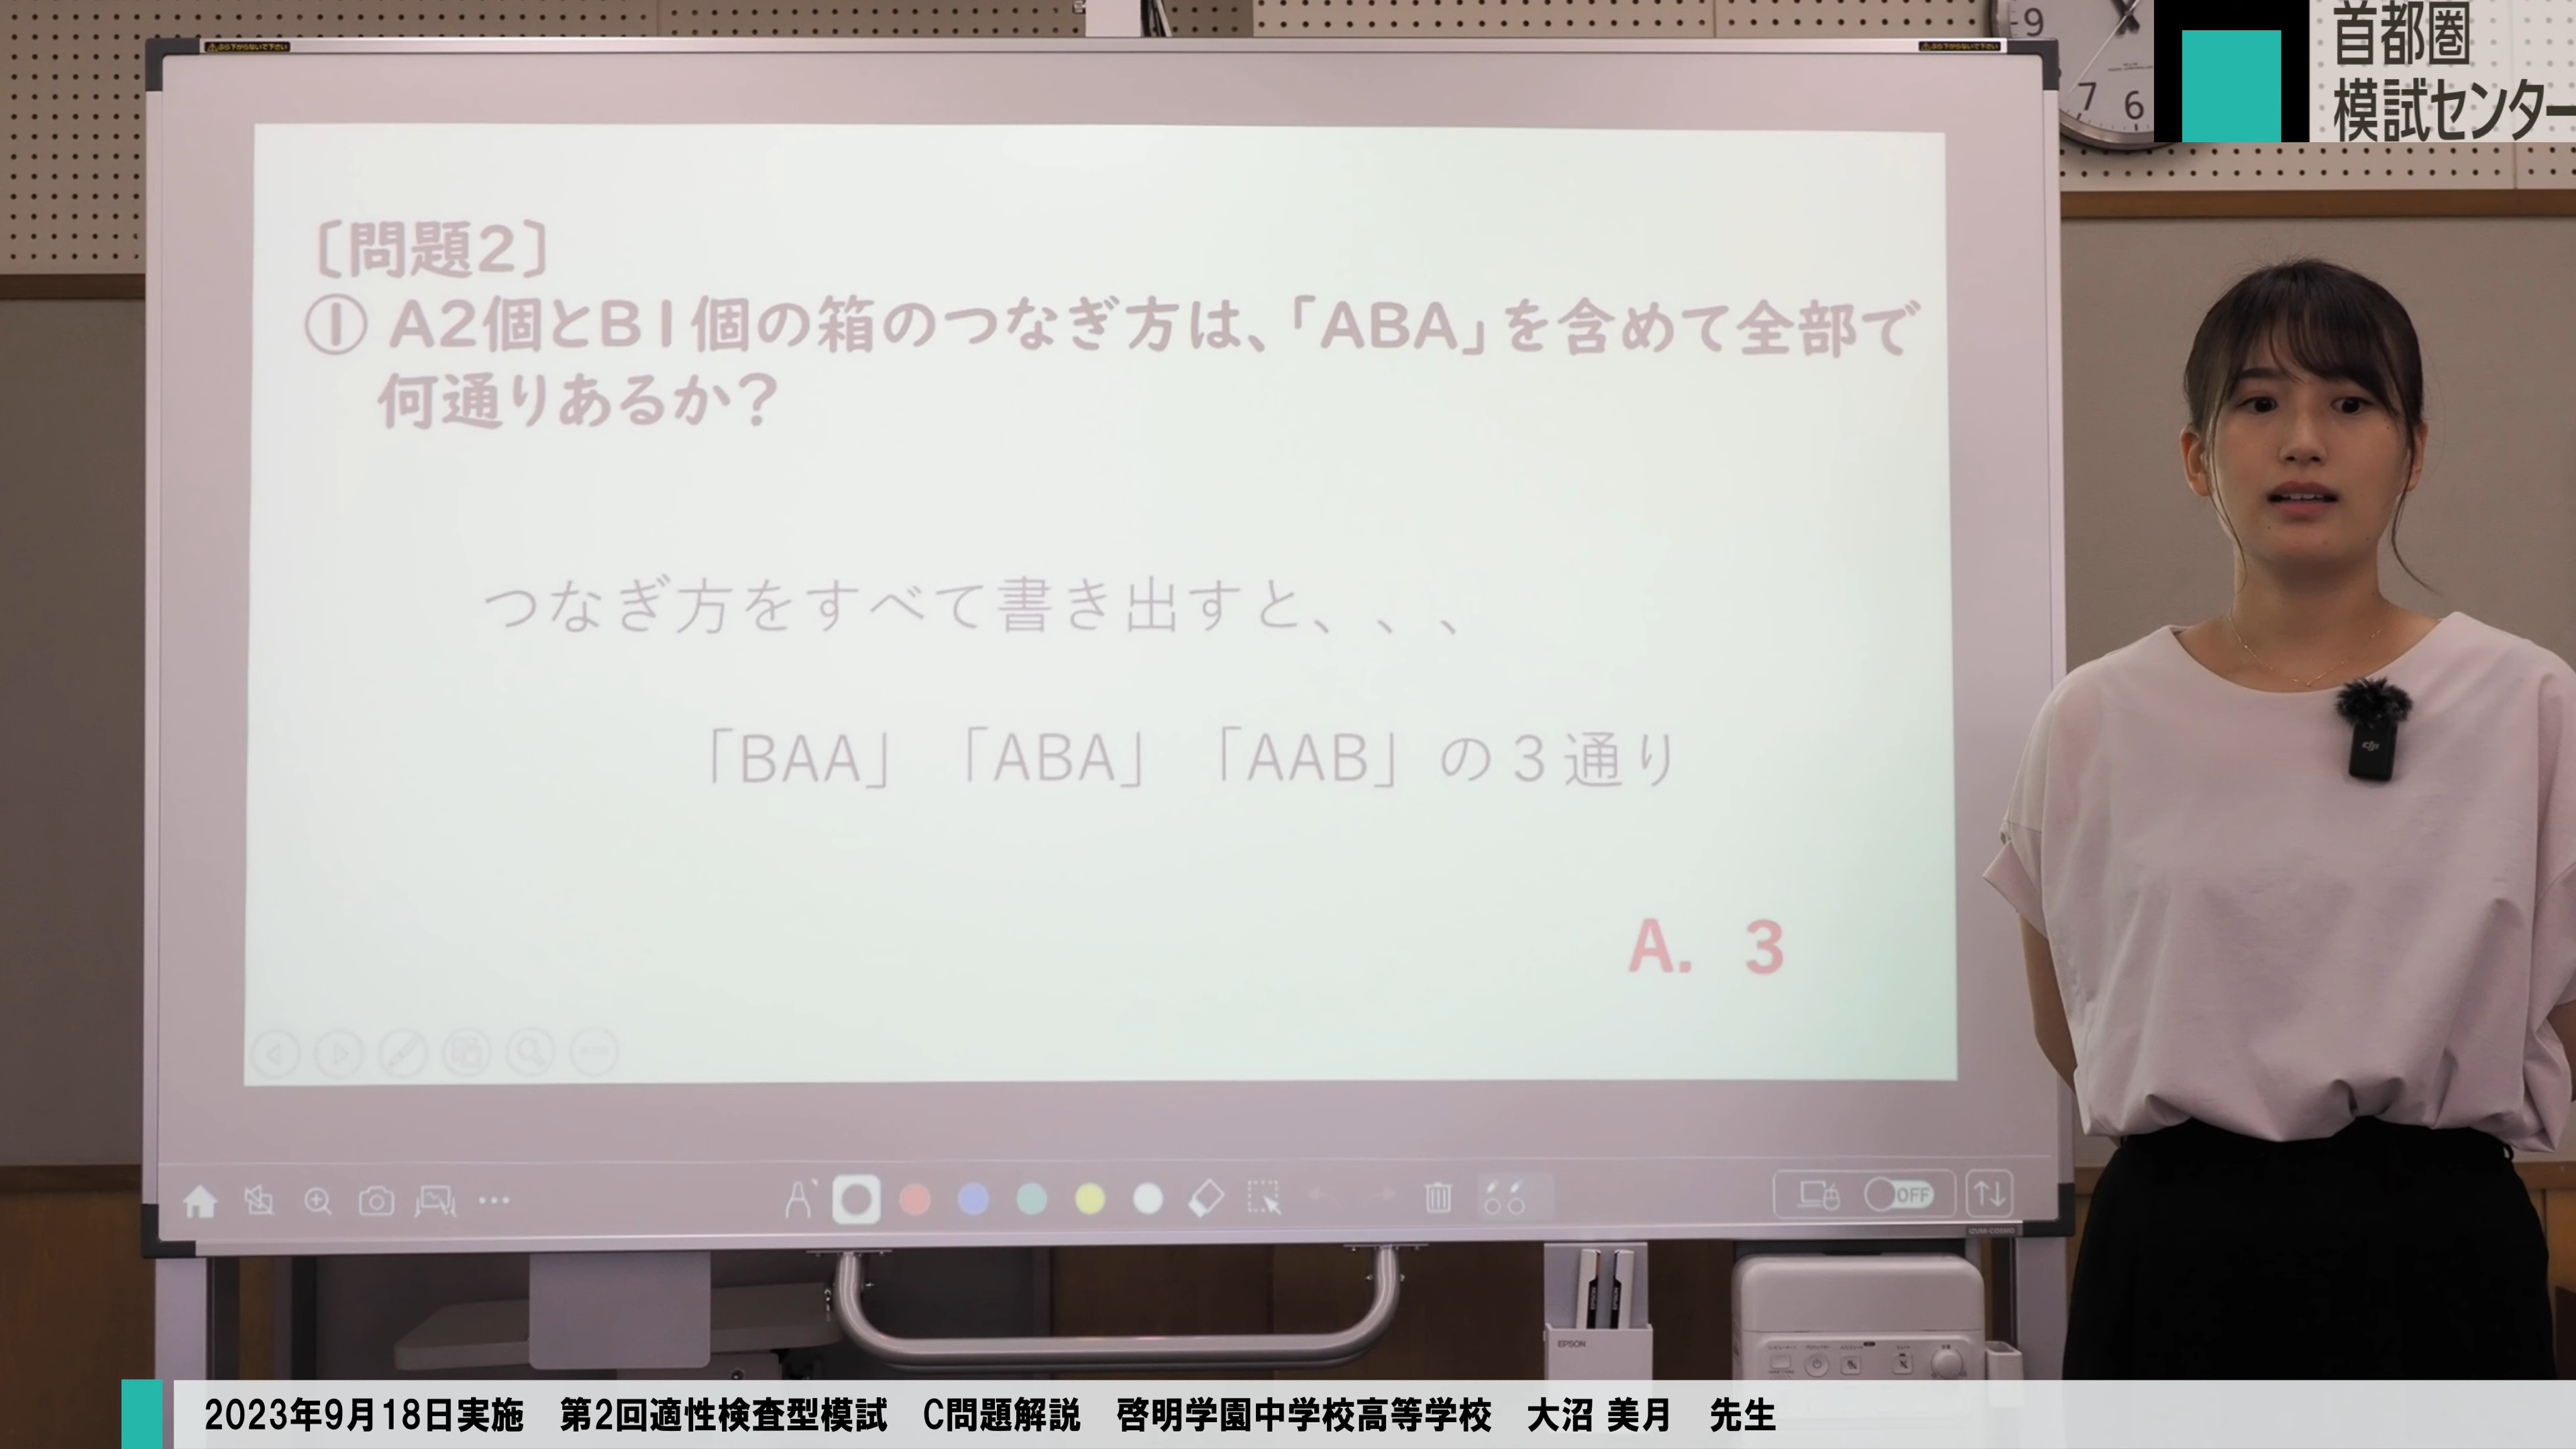 首都圏
模試センター
9
7
6
〔問題2〕
① A2個とB1個の箱のつなぎ方は、「ABA」を含めて全部で
何通りあるか？
つなぎ方をすべて書き出すと、、、
「BAA」「ABA」「AAB」の３通り
A. 3
OFF
EPSON
2023年9月18日実施　第2回適性検査型模試　C問題解説　啓明学園中学校高等学校　大沼 美月　先生